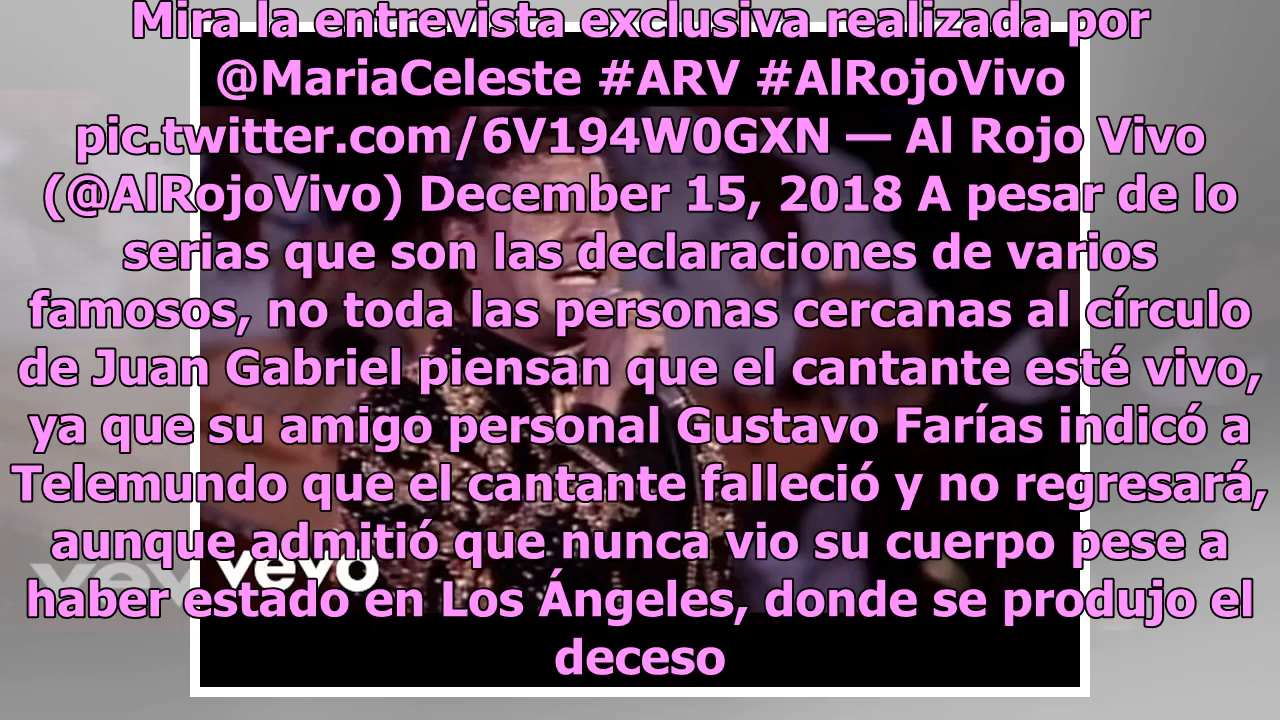 Mira la entrevista exclusiva realizada por
@MariaCeleste #ARV #AlRojoVivo
pic.twitter.com/6V194W0GXN — Al Rojo Vivo
(@AlRojoVivo) December 15, 2018 A pesar de lo
serias que son las declaraciones de varios
famosos, no toda las personas cercanas al círculo
de Juan Gabriel piensan que el cantante esté vivo,
ya que su amigo personal Gustavo Farías indicó a
Telemundo que el cantante falleció y no regresará,
aunque admitió que nunca vio su cuerpo pese a
vevo
haber estado en Los Ángeles, donde se produjo el
deceso